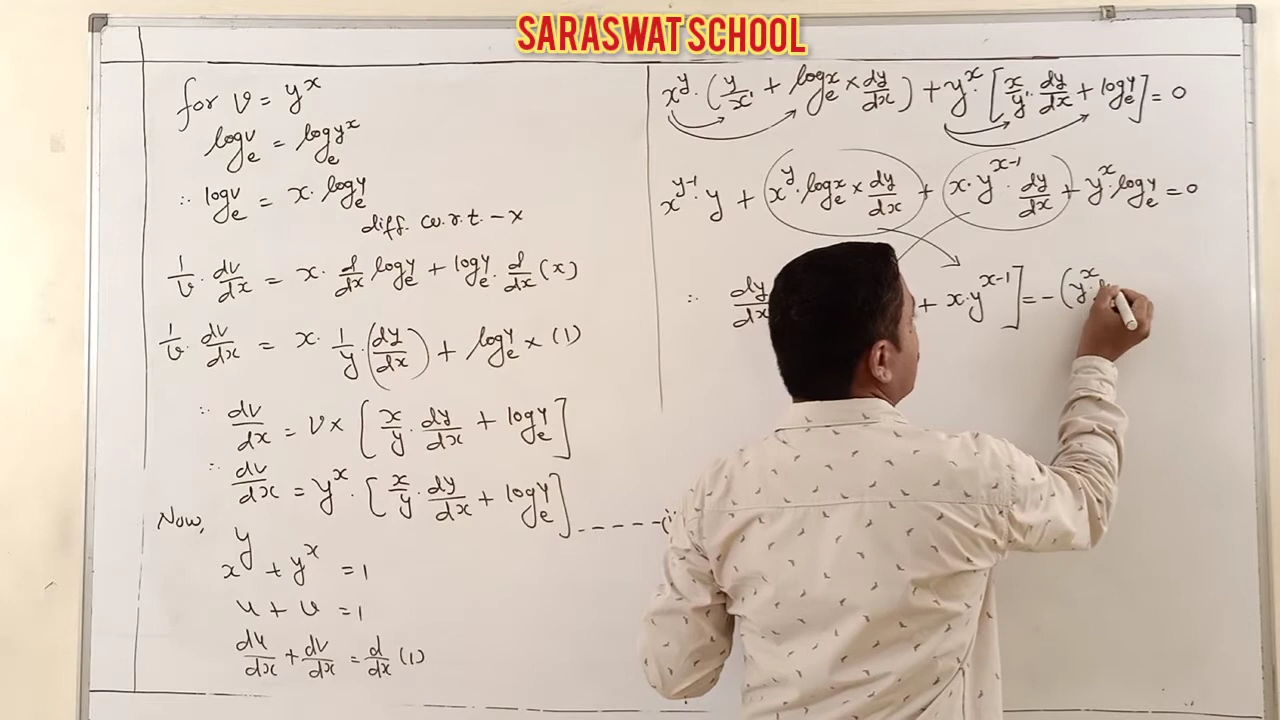 SARASWAT SCHOOL
for v = y^x
log_e v = log_e y^x
∴ log_e v = x · log_e y
diff. w.r.t. - x
1/v · dv/dx = x · d/dx log_e y + log_e y · d/dx (x)
1/v · dv/dx = x · 1/y · (dy/dx) + log_e y × (1)
∴ dv/dx = v × [x/y · dy/dx + log_e y]
∴ dv/dx = y^x · [x/y · dy/dx + log_e y] -----(
Now,
x^y + y^x = 1
u + v = 1
du/dx + dv/dx = d/dx (1)
x^y · (y/x + log_e x × dy/dx) + y^x · [x/y · dy/dx + log_e y] = 0
x^(y-1) · y + x^y · log_e x × dy/dx + x · y^(x-1) · dy/dx + y^x · log_e y = 0
∴ dy/dx + x · y^(x-1)] = - (y^x ·